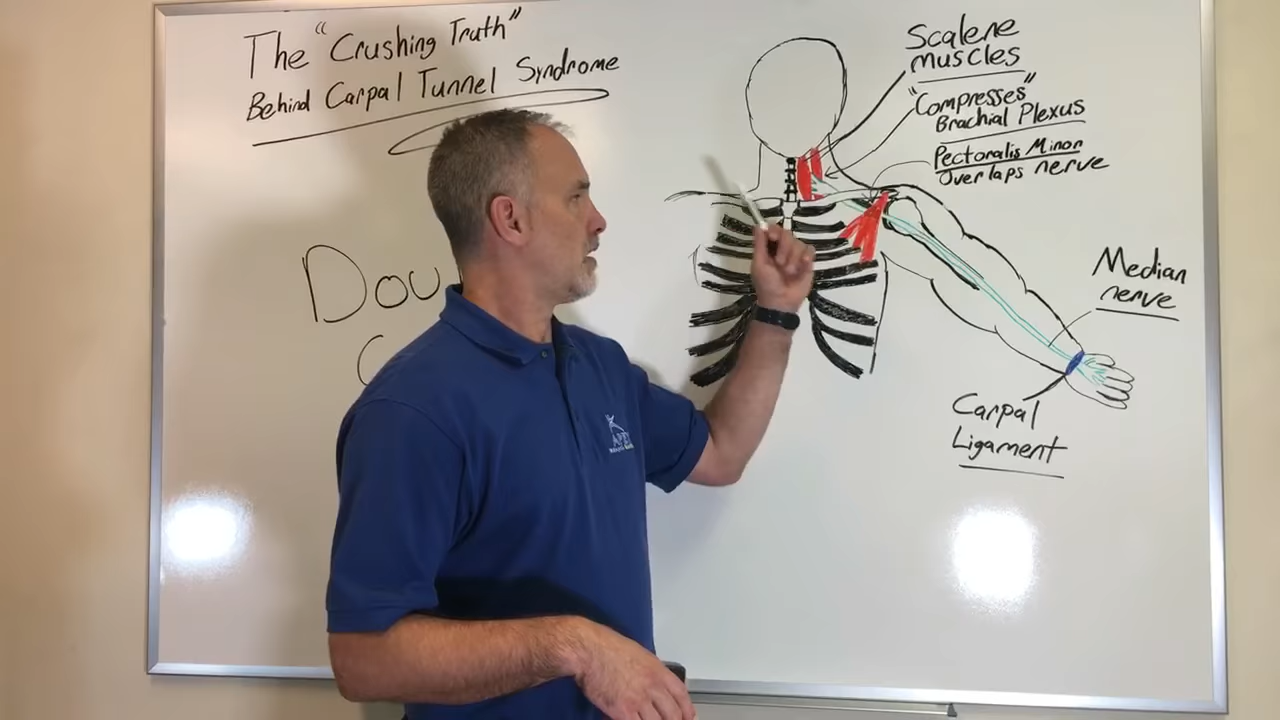 The "Crushing Truth"
Behind Carpal Tunnel Syndrome
Scalene
muscles
"Compresses"
Brachial Plexus
Pectoralis Minor
Overlaps nerve
Median
nerve
Carpal
Ligament